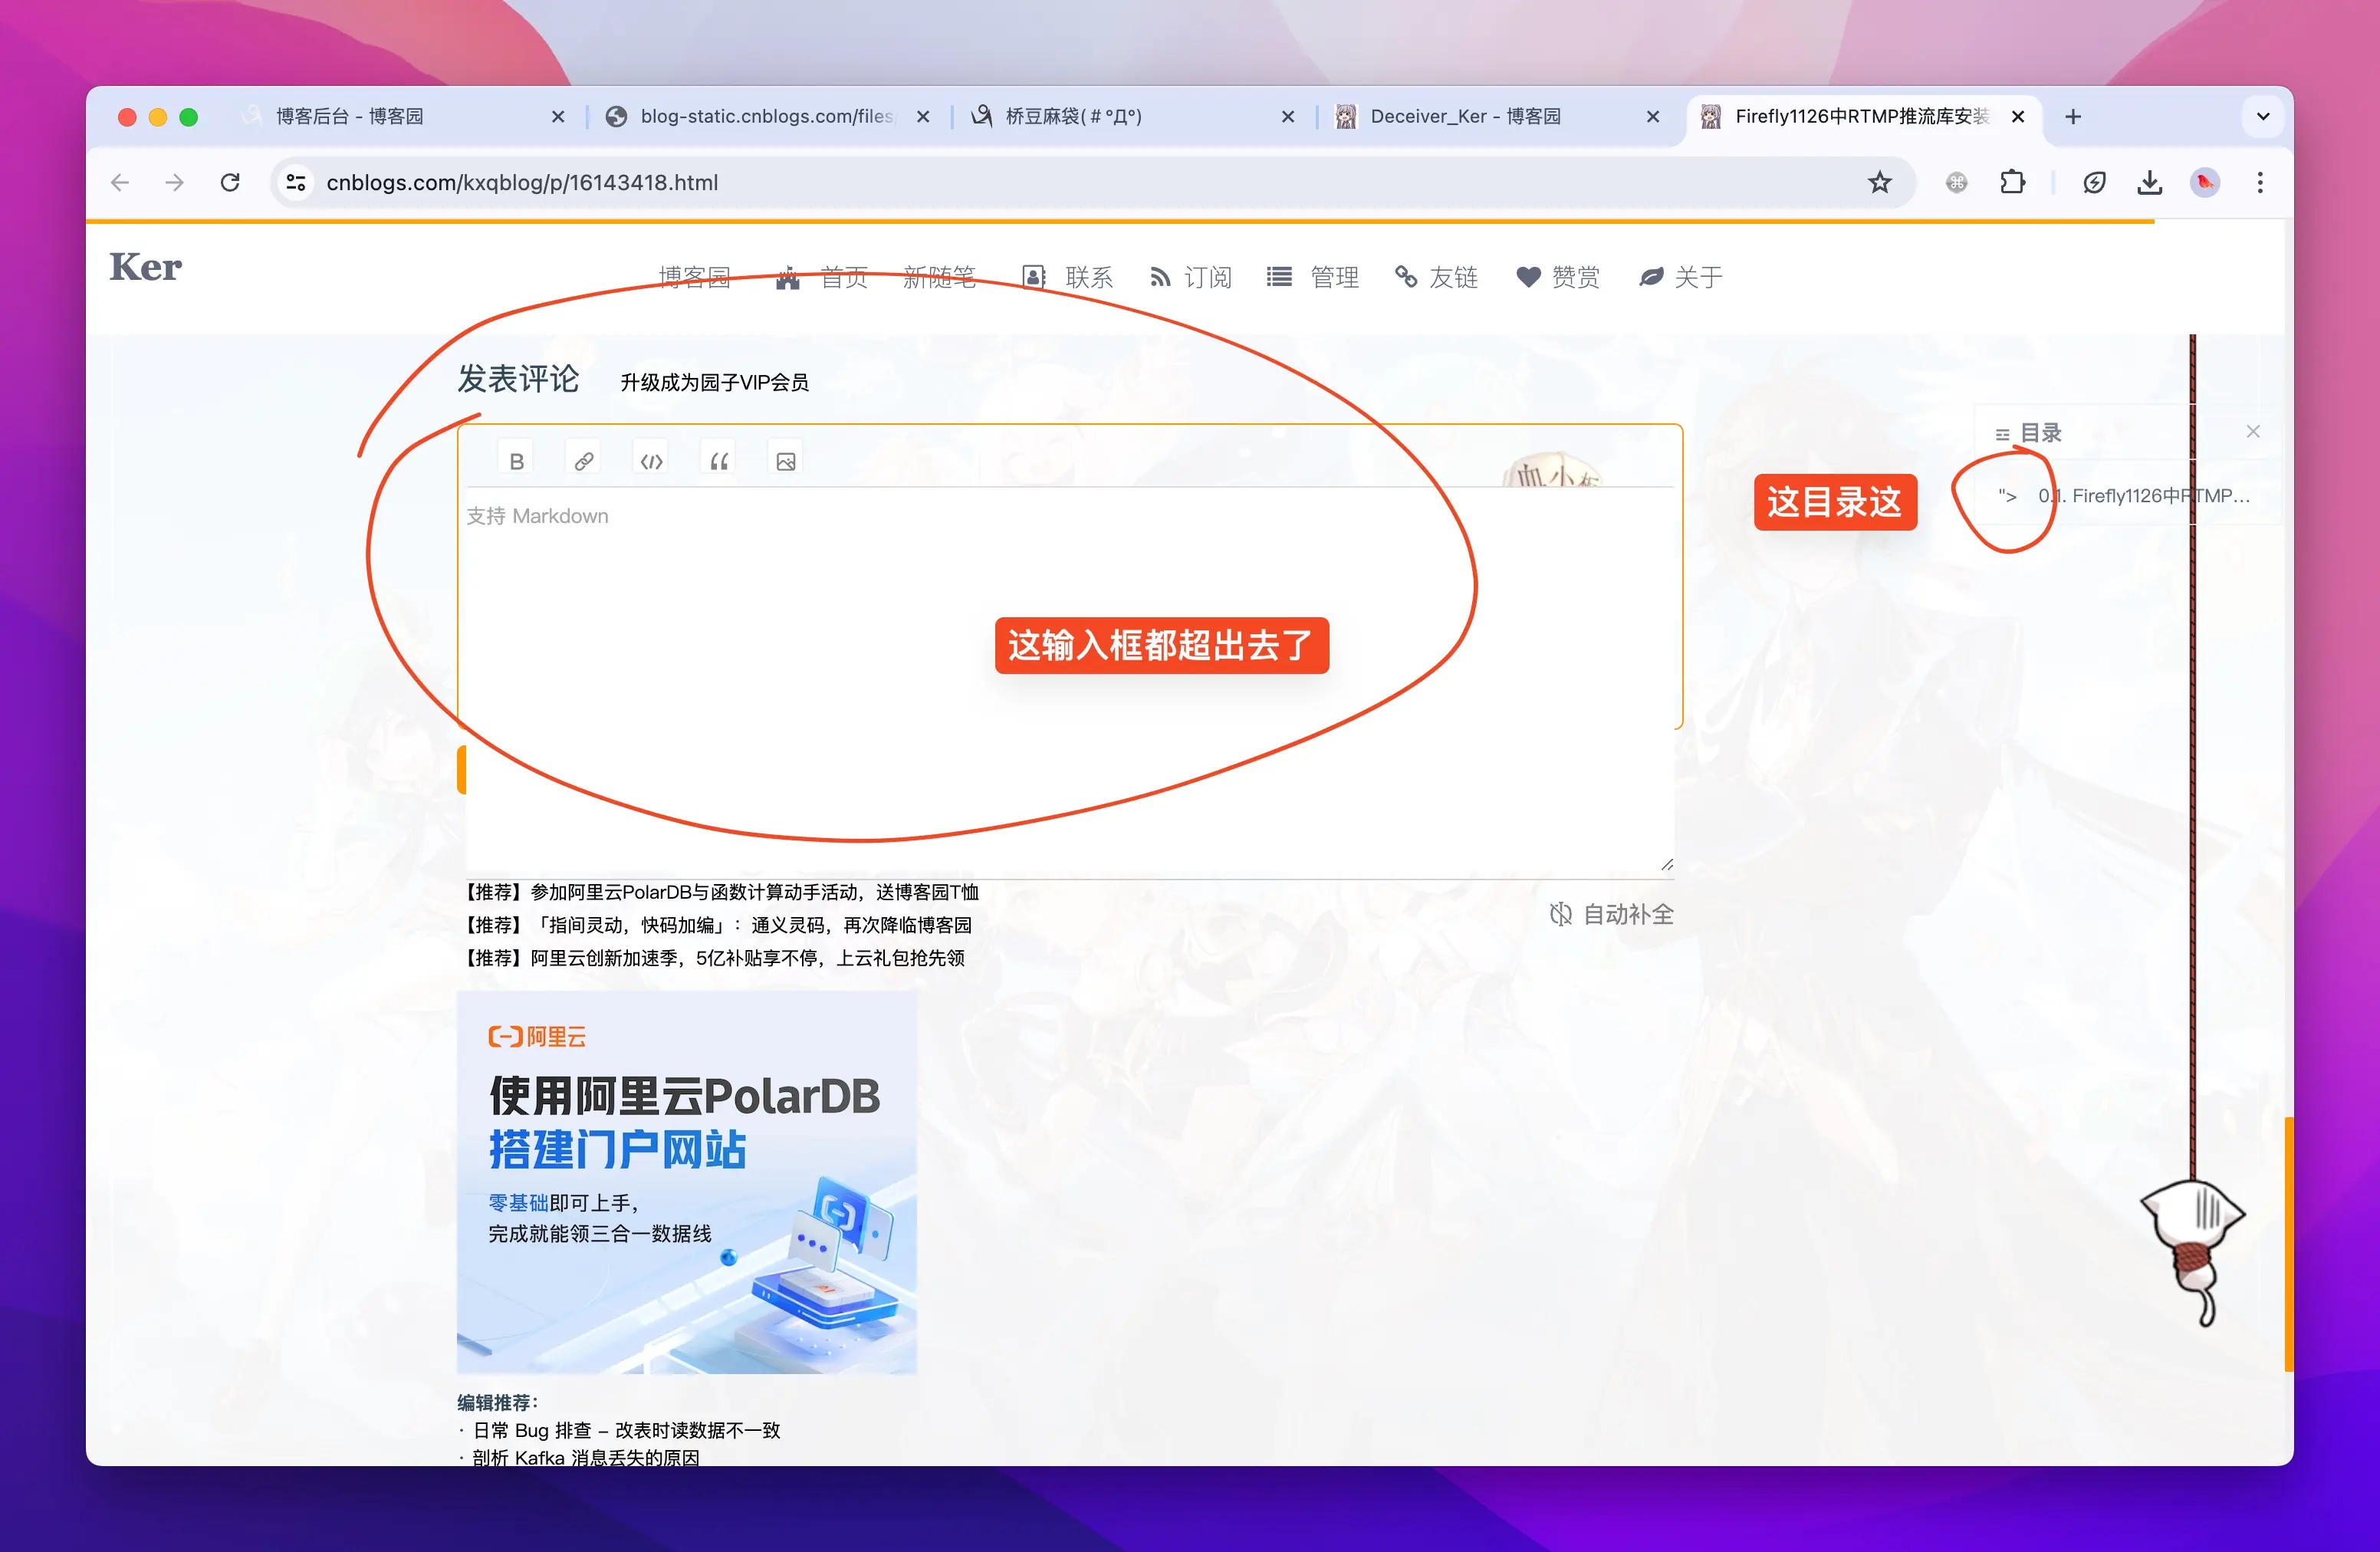 博客后台 - 博客园
blog-static.cnblogs.com/files
桥豆麻袋(＃°Д°)
Deceiver_Ker - 博客园
Firefly1126中RTMP推流库安装
cnblogs.com/kxqblog/p/16143418.html
Ker
博客园
首页
新随笔
联系
订阅
管理
友链
赞赏
关于
发表评论
升级成为园子VIP会员
B
支持 Markdown
这输入框都超出去了
目录
这目录这
"> 0.1. Firefly1126中RTMP...
【推荐】参加阿里云PolarDB与函数计算动手活动，送博客园T恤
【推荐】「指间灵动，快码加编」：通义灵码，再次降临博客园
【推荐】阿里云创新加速季，5亿补贴享不停，上云礼包抢先领
自动补全
阿里云
使用阿里云PolarDB
搭建门户网站
零基础即可上手，
完成就能领三合一数据线
编辑推荐：
· 日常 Bug 排查 – 改表时读数据不一致
· 剖析 Kafka 消息丢失的原因